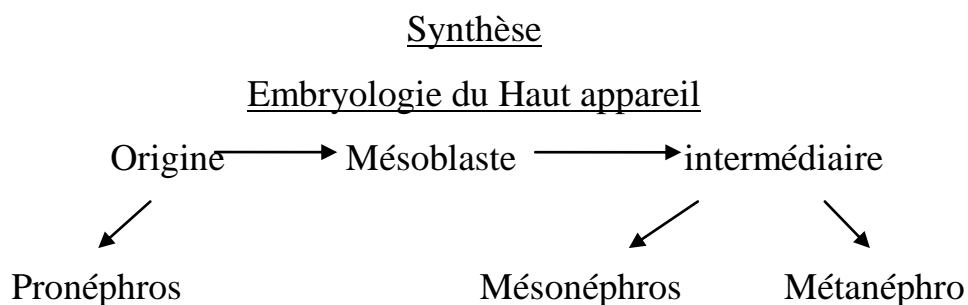 Synthèse
Embryologie du Haut appareil
Origine Mésoblaste intermédiaire
Pronéphros Mésonéphros Métanéphro